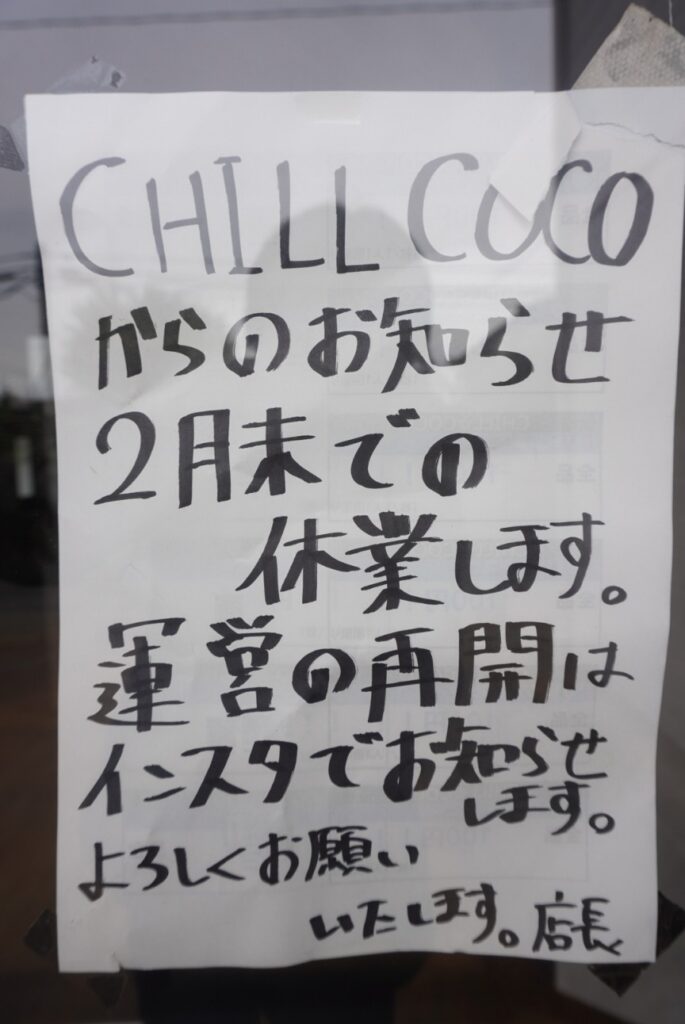 CHILL COCO
からのお知らせ
2月末での
休業します。
運営の再開は
インスタでお知らせ
します。
よろしくお願い
いたします。店長